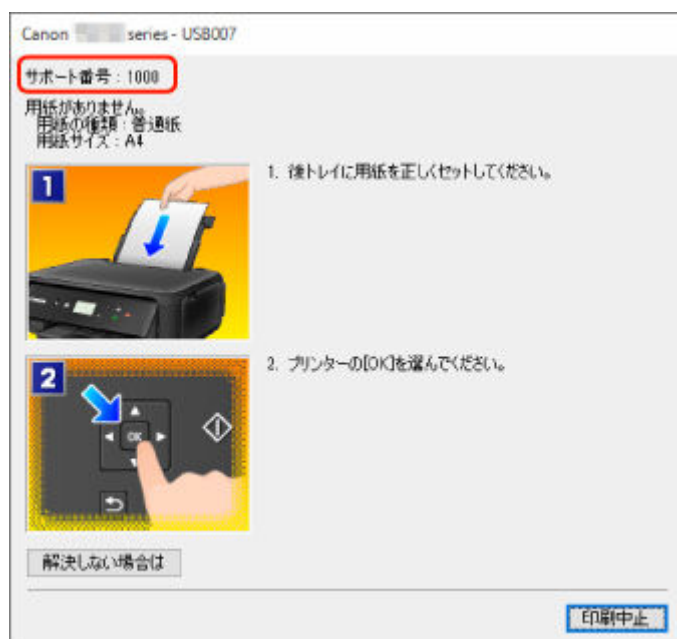 Canon series - USB007
サポート番号 : 1000
用紙がありません。
用紙の種類 : 普通紙
用紙サイズ : A4
1
1. 後トレイに用紙を正しくセットしてください。
2
2. プリンターの[OK]を選んでください。
OK
解決しない場合は
印刷中止